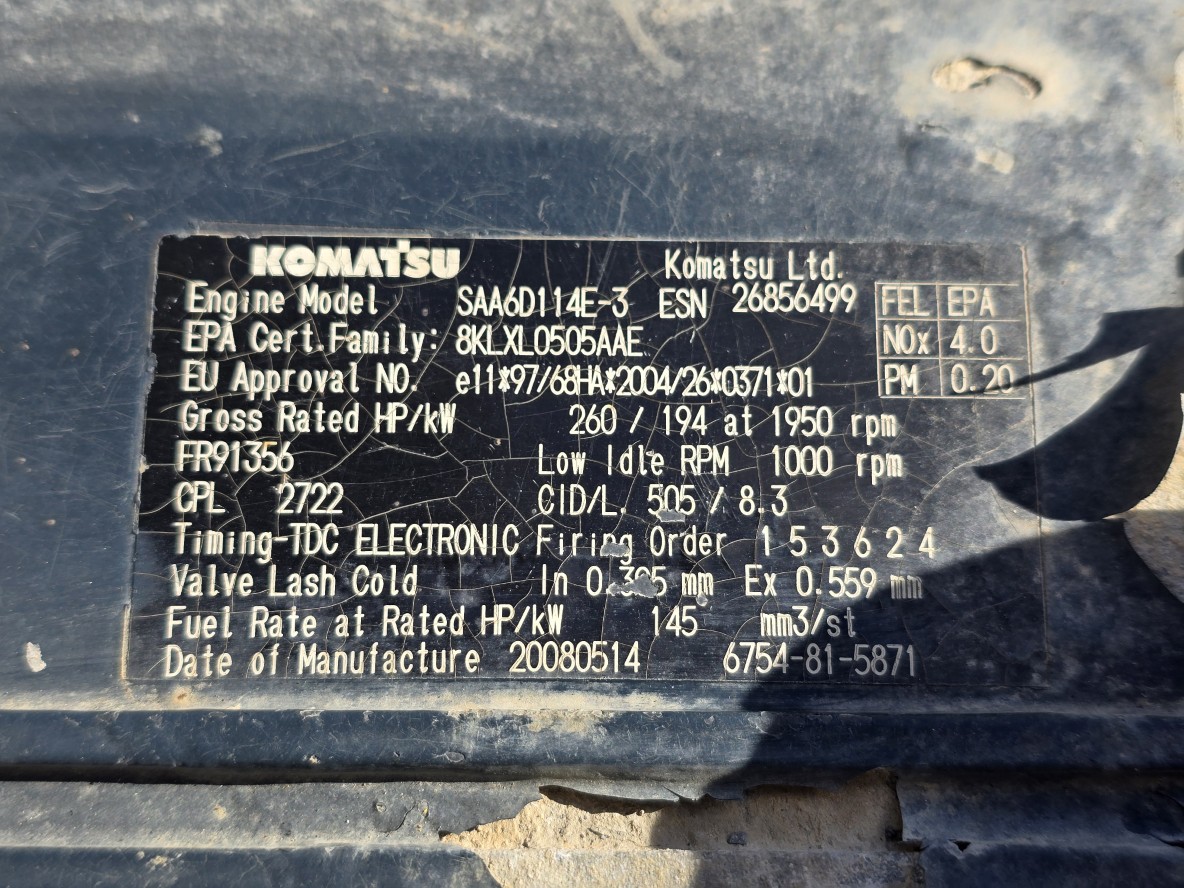 KOMATSU Komatsu Ltd.
Engine Model SAA6D114E-3 ESN 26856499 FEL EPA
EPA Cert.Family: 8KLXL0505AAE NOx 4.0
EU Approval NO. e11*97/68HA*2004/26*0371*01 PM 0.20
Gross Rated HP/kW 260 / 194 at 1950 rpm
FR91356 Low Idle RPM 1000 rpm
CPL 2722 CID/L. 505 / 8.3
Timing-TDC ELECTRONIC Firing Order 1 5 3 6 2 4
Valve Lash Cold In mm Ex 0.559 mm
Fuel Rate at Rated HP/kW 145 mm3/st
Date of Manufacture 20080514 6754-81-5871